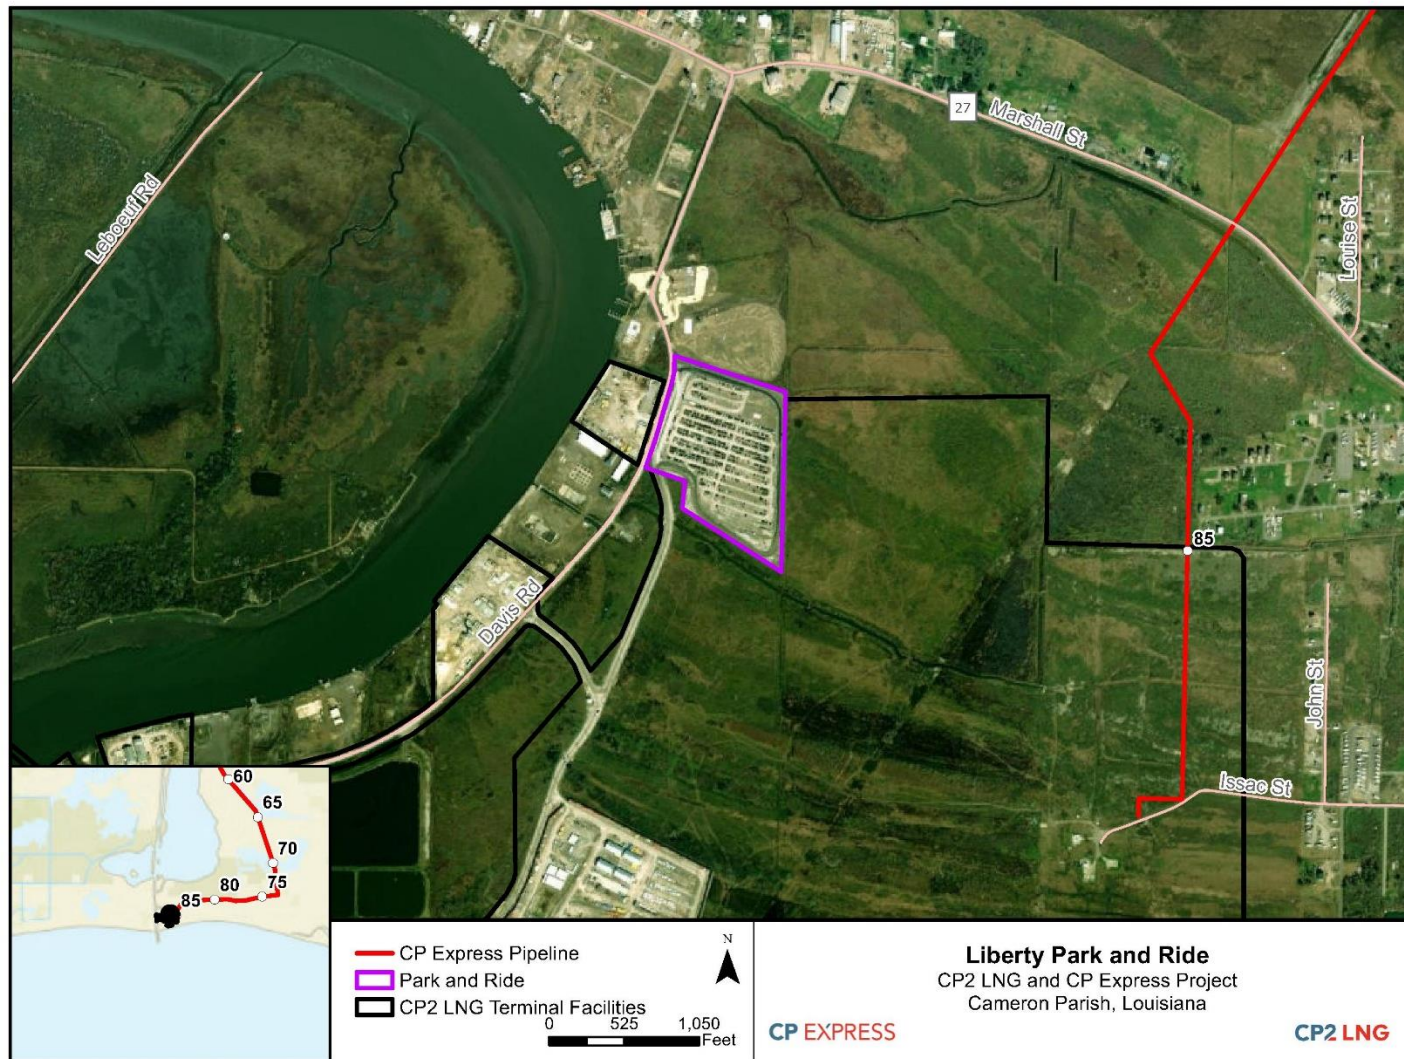 27
Marshall St
Leboeuf Rd
Louise St
85
Davis Rd
John St
Issac St
60
65
70
75
80
85
CP Express Pipeline
Park and Ride
CP2 LNG Terminal Facilities
N
0 525 1,050
Feet
Liberty Park and Ride
CP2 LNG and CP Express Project
Cameron Parish, Louisiana
CP EXPRESS
CP2 LNG